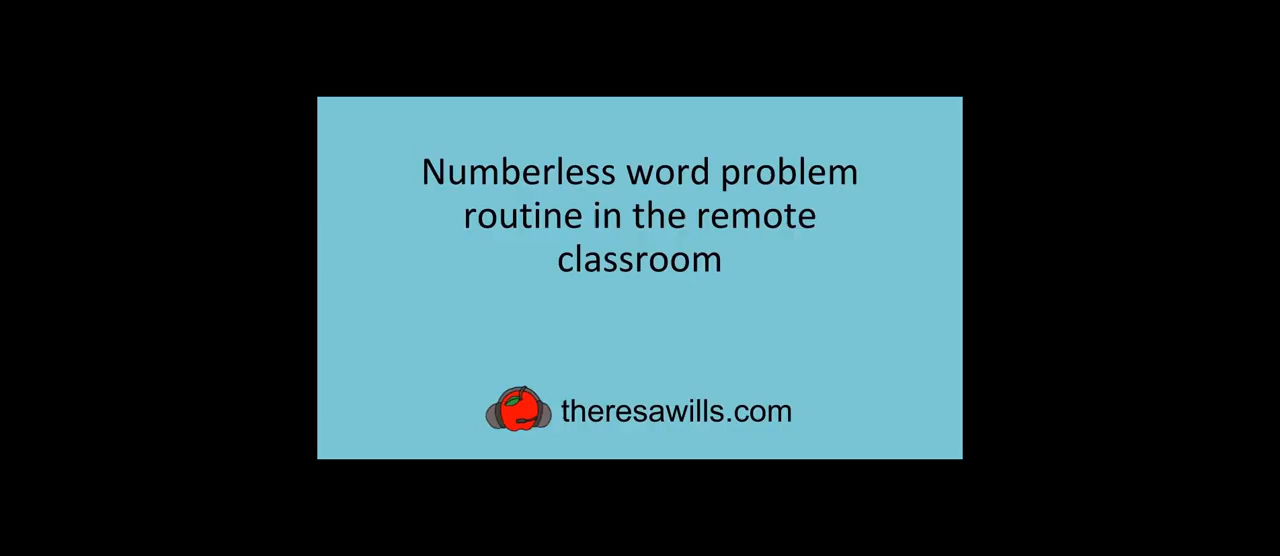 Numberless word problem
routine in the remote
classroom
theresawills.com